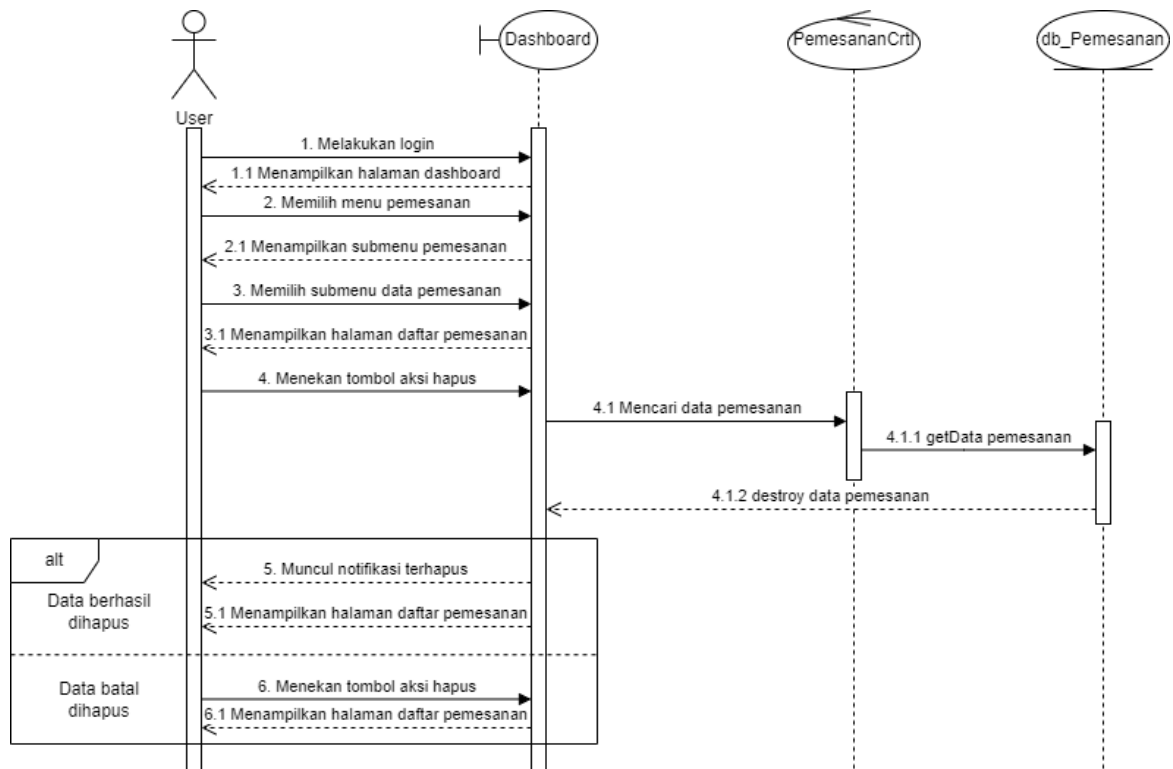 Dashboard
PemesananCrtl
db_Pemesanan
User
1. Melakukan login
1.1 Menampilkan halaman dashboard
2. Memilih menu pemesanan
2.1 Menampilkan submenu pemesanan
3. Memilih submenu data pemesanan
3.1 Menampilkan halaman daftar pemesanan
4. Menekan tombol aksi hapus
4.1 Mencari data pemesanan
4.1.1 getData pemesanan
4.1.2 destroy data pemesanan
alt
5. Muncul notifikasi terhapus
Data berhasil
dihapus
5.1 Menampilkan halaman daftar pemesanan
Data batal
dihapus
6. Menekan tombol aksi hapus
6.1 Menampilkan halaman daftar pemesanan